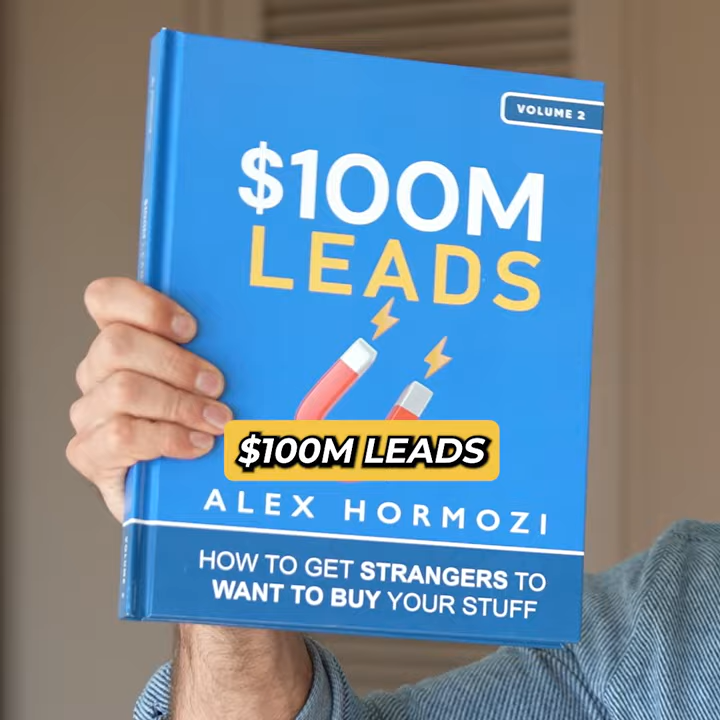 VOLUME 2
$100M
LEADS
$100M LEADS
ALEX HORMOZI
HOW TO GET STRANGERS TO
WANT TO BUY YOUR STUFF